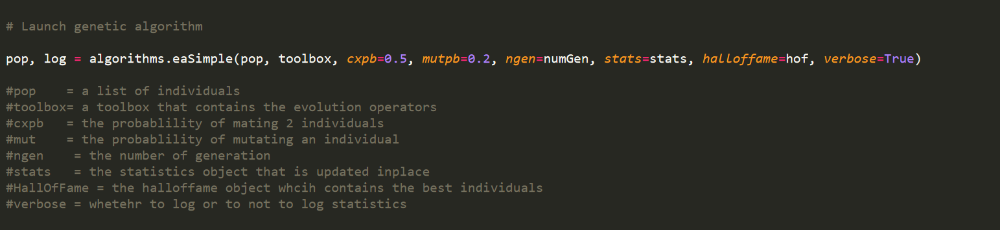 # Launch genetic algorithm
pop, log = algorithms.eaSimple(pop, toolbox, cxpb=0.5, mutpb=0.2, ngen=numGen, stats=stats, halloffame=hof, verbose=True)
#pop    = a list of individuals
#toolbox= a toolbox that contains the evolution operators
#cxpb   = the probablility of mating 2 individuals
#mut    = the probablility of mutating an individual
#ngen    = the number of generation
#stats   = the statistics object that is updated inplace
#HallOfFame = the halloffame object whcih contains the best individuals
#verbose = whetehr to log or to not to log statistics